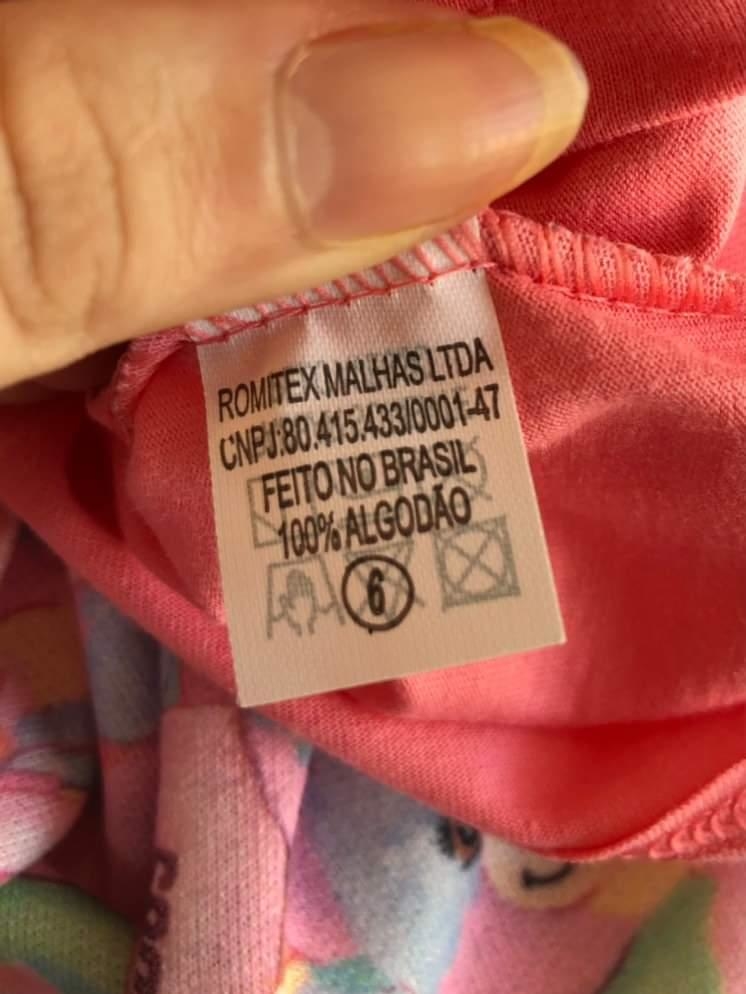 ROMITEX MALHAS LTDA
CNPJ:80.415.433/0001-47
FEITO NO BRASIL
100% ALGODÃO
6